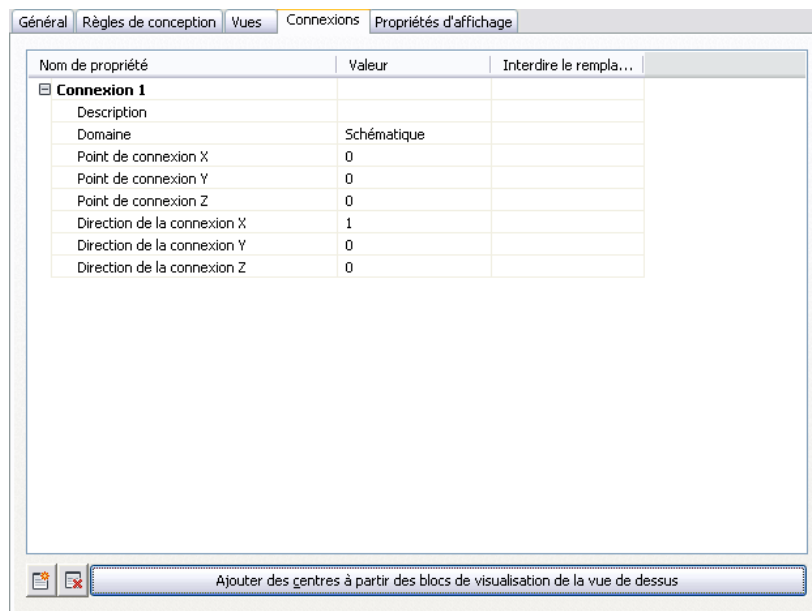 Général Règles de conception Vues Connexions Propriétés d'affichage
Nom de propriété Valeur Interdire le rempla...
Connexion 1
Description
Domaine Schématique
Point de connexion X 0
Point de connexion Y 0
Point de connexion Z 0
Direction de la connexion X 1
Direction de la connexion Y 0
Direction de la connexion Z 0
Ajouter des centres à partir des blocs de visualisation de la vue de dessus